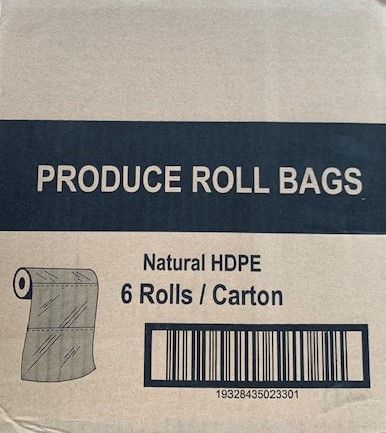 PRODUCE ROLL BAGS
Natural HDPE
6 Rolls / Carton
19328435023301